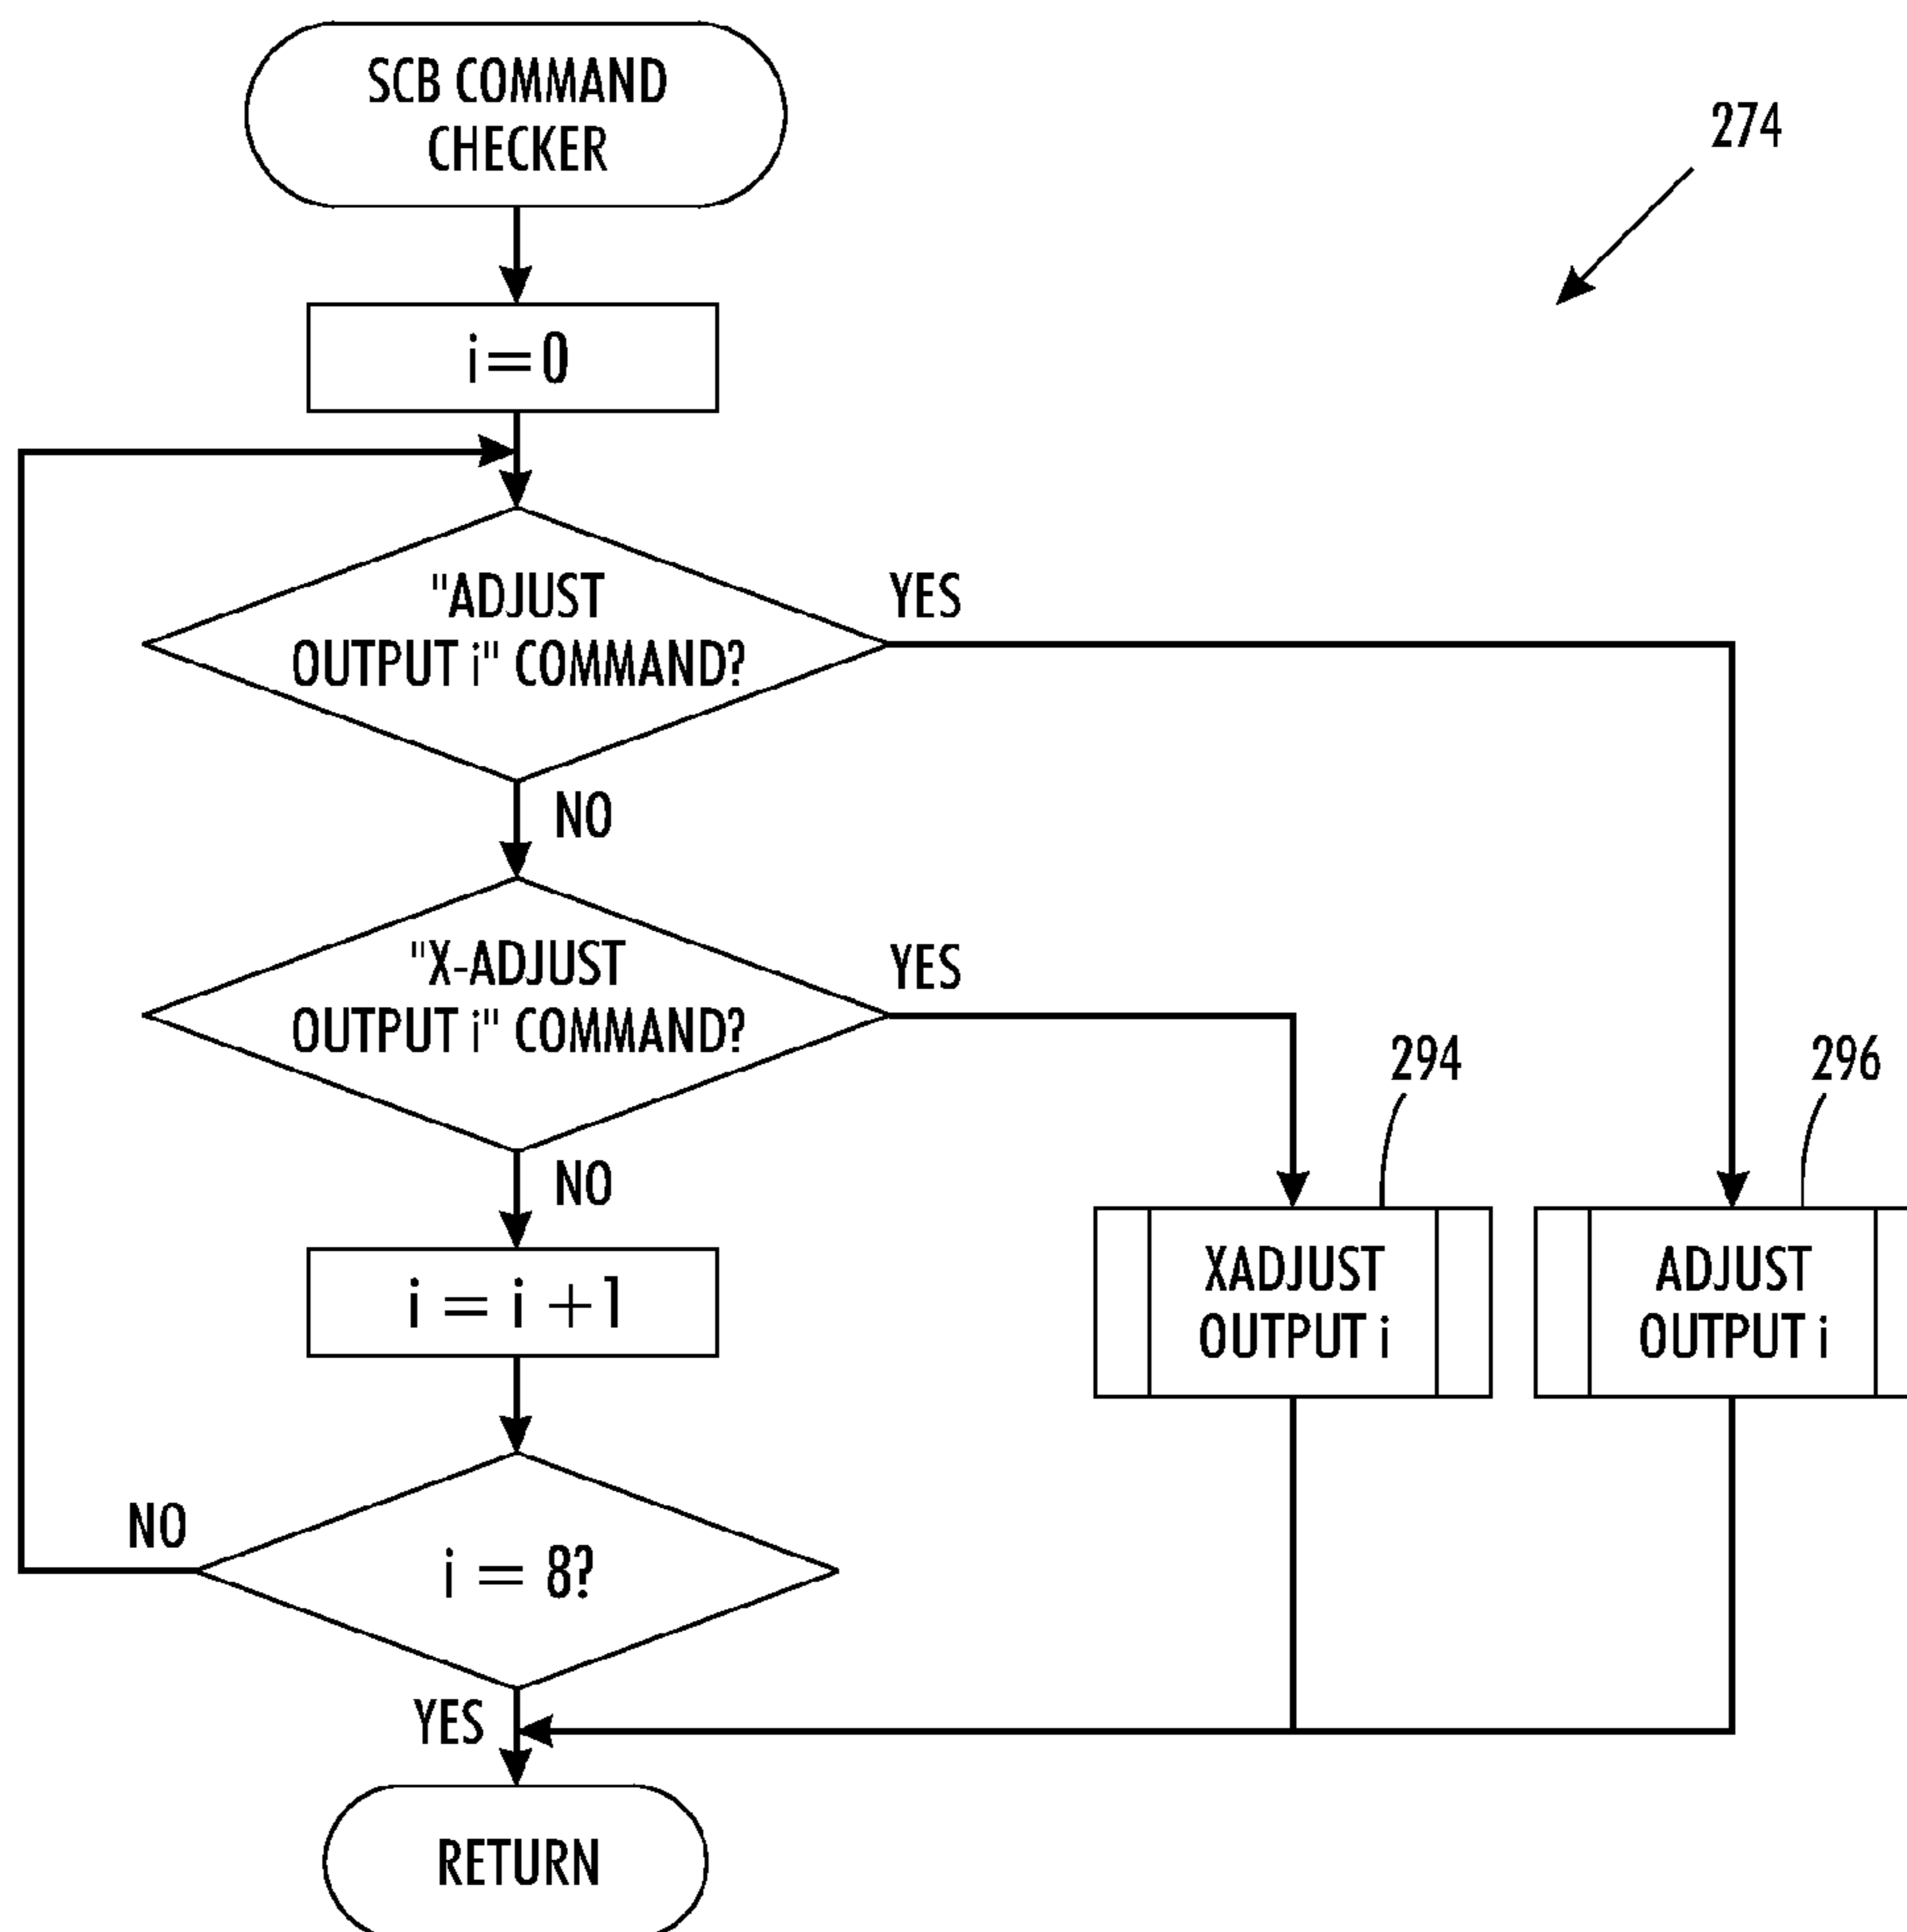 SCB COMMAND
CHECKER
274
i=0
"ADJUST
OUTPUT i" COMMAND?
YES
NO
"X-ADJUST
OUTPUT i" COMMAND?
YES
NO
294
296
i = i +1
XADJUST
OUTPUT i
ADJUST
OUTPUT i
NO
i = 8?
YES
RETURN